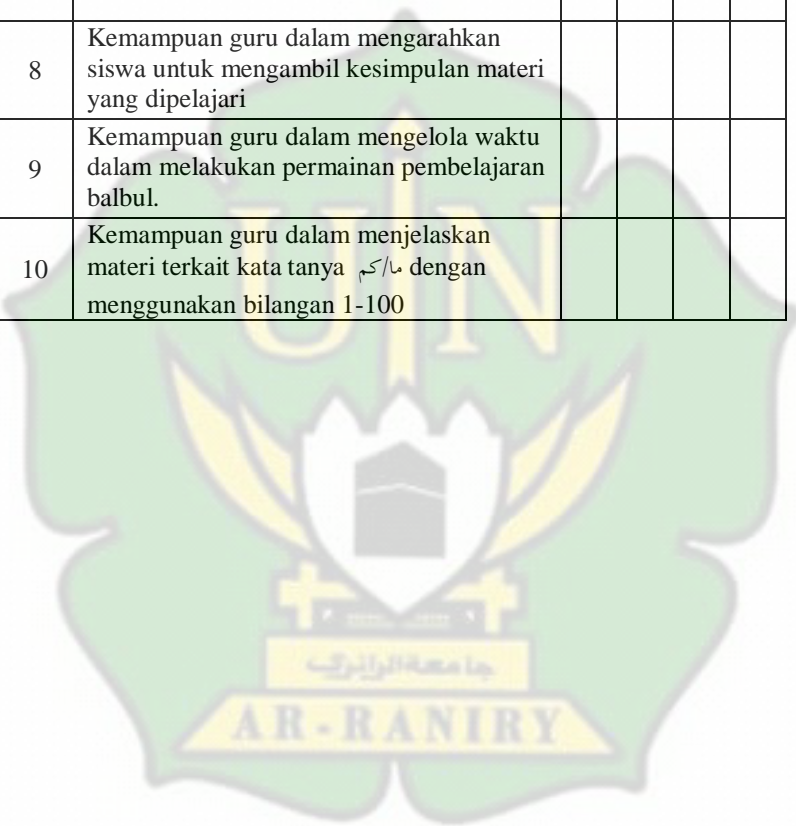 8
Kemampuan guru dalam mengarahkan
siswa untuk mengambil kesimpulan materi
yang dipelajari
9
Kemampuan guru dalam mengelola waktu
dalam melakukan permainan pembelajaran
balbul.
10
Kemampuan guru dalam menjelaskan
materi terkait kata tanya ما/كم dengan
menggunakan bilangan 1-100
UIN
جامعة الرانري
AR-RANIRY